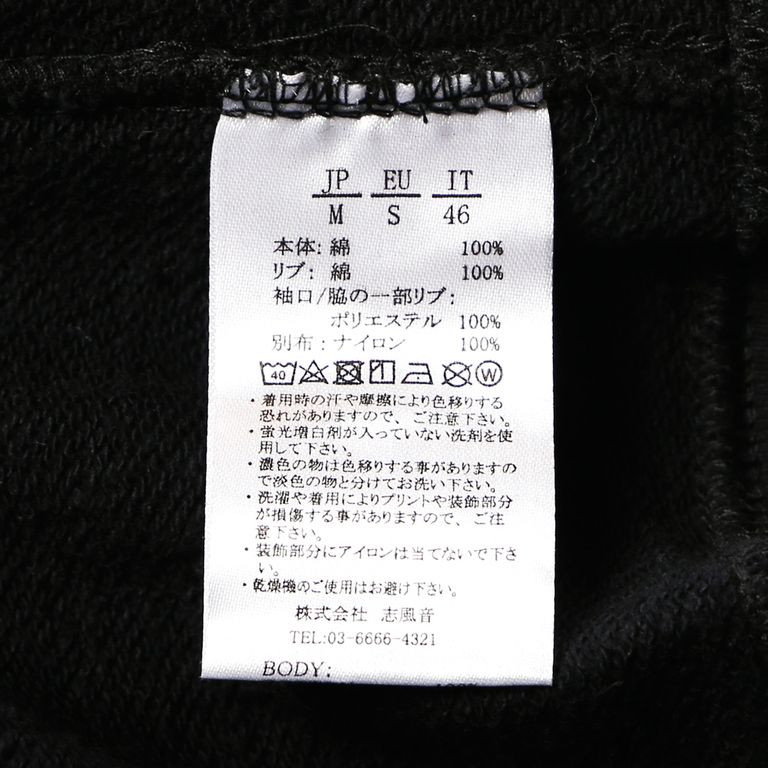 JP EU IT
M S 46
本体: 綿 100%
リブ: 綿 100%
袖口/脇の一部リブ:
ポリエステル 100%
別布:ナイロン 100%
40 W
・着用時の汗や摩擦により色移りする
恐れがありますので、ご注意下さい。
・蛍光増白剤が入っていない洗剤を使
用して下さい。
・濃色の物は色移りする事がありますの
で淡色の物と分けてお洗い下さい。
・洗濯や着用によりプリントや装飾部分
が損傷する事がありますので、ご注
意下さい。
・装飾部分にアイロンは当てないで下さ
い。
・乾燥機のご使用はお避け下さい。
株式会社 志風音
TEL:03-6666-4321
BODY: